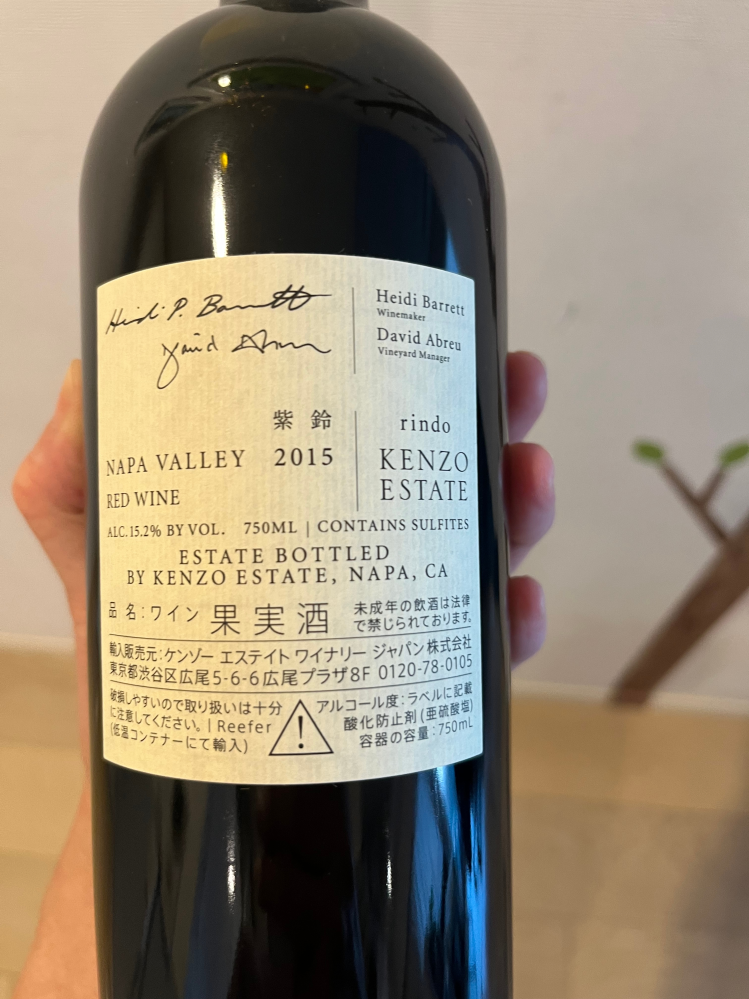 Heidi P. Barrett
Heidi Barrett
Winemaker
David Abreu
David Abreu
Vineyard Manager
紫鈴
rindo
NAPA VALLEY 2015
KENZO
RED WINE
ESTATE
ALC. 15.2% BY VOL. 750ML | CONTAINS SULFITES
ESTATE BOTTLED
BY KENZO ESTATE, NAPA, CA
品名:ワイン 果実酒
未成年の飲酒は法律
で禁じられております。
輸入販売元:ケンゾー エステイト ワイナリー ジャパン株式会社
東京都渋谷区広尾5-6-6広尾プラザ8F 0120-78-0105
破損しやすいので取り扱いは十分
に注意してください。| Reefer
(低温コンテナーにて輸入)
!
アルコール度:ラベルに記載
酸化防止剤(亜硫酸塩)
容器の容量:750mL